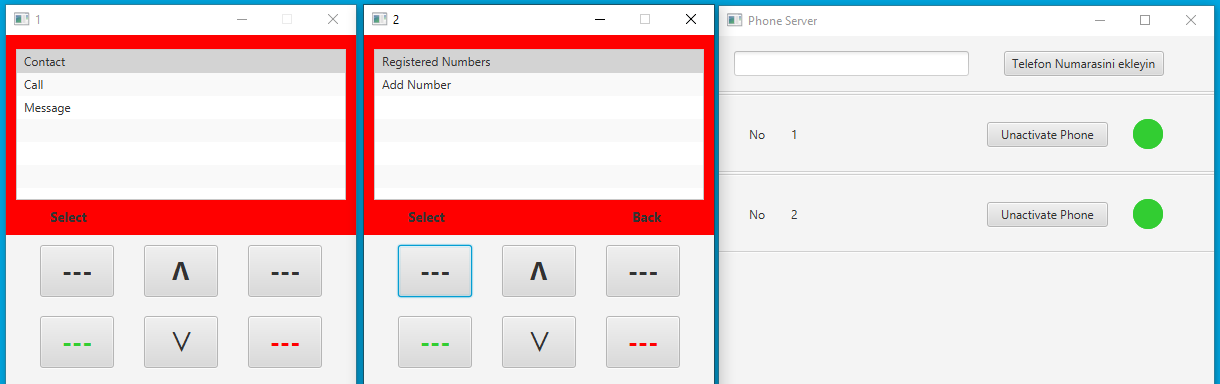 1
Contact
Call
Message
Select
---
Λ
---
---
V
---
2
Registered Numbers
Add Number
Select Back
---
Λ
---
---
V
---
Phone Server
Telefon Numarasini ekleyin
No 1 Unactivate Phone
No 2 Unactivate Phone